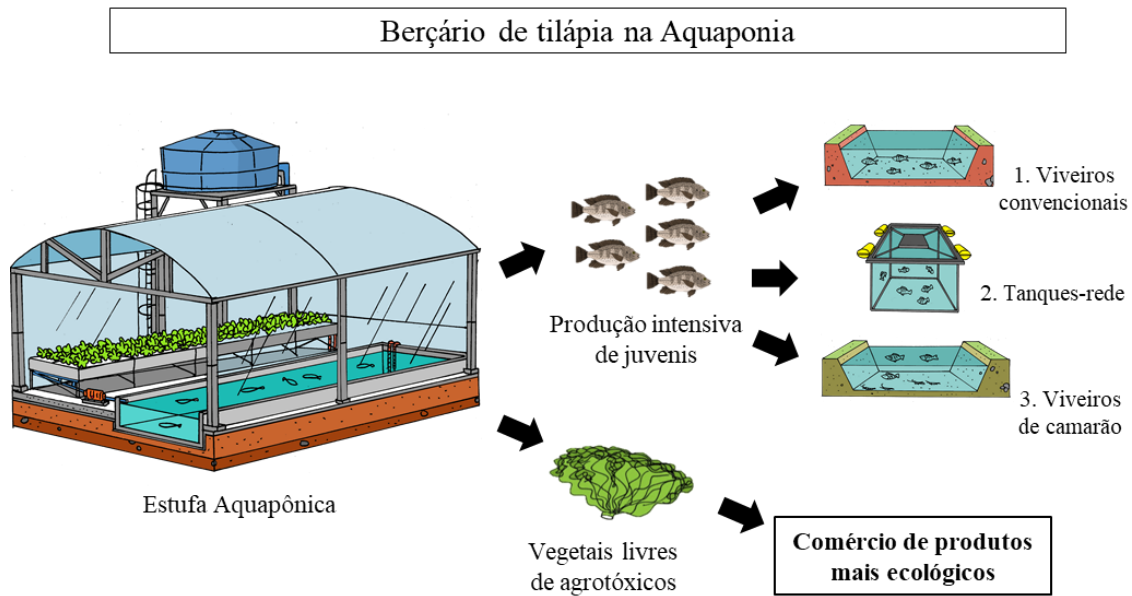 Berçário de tilápia na Aquaponia
1. Viveiros
convencionais
2. Tanques-rede
Produção intensiva
de juvenis
3. Viveiros
de camarão
Estufa Aquapônica
Vegetais livres
de agrotóxicos
Comércio de produtos
mais ecológicos